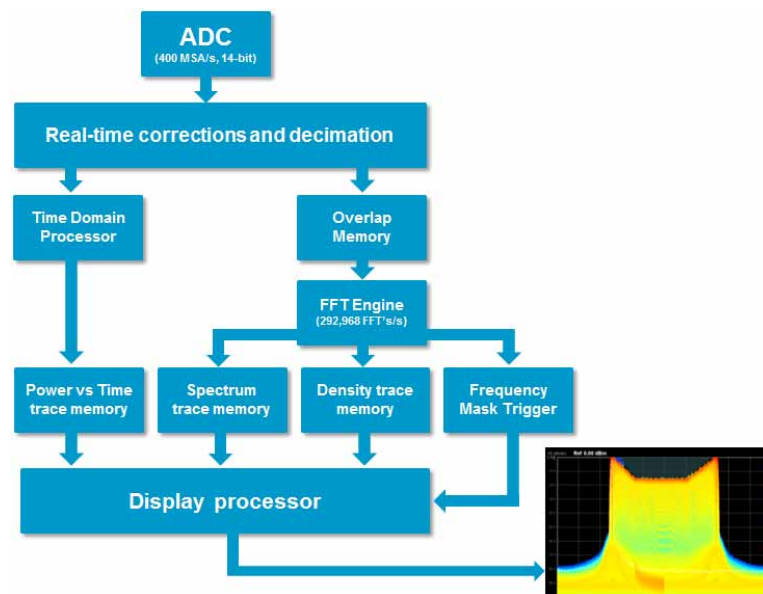 ADC
(400 MSA/s, 14-bit)
Real-time corrections and decimation
Time Domain
Processor
Overlap
Memory
FFT Engine
(292,968 FFT's/s)
Power vs Time
trace memory
Spectrum
trace memory
Density trace
memory
Frequency
Mask Trigger
Display processor
Ref 0.00 dBm